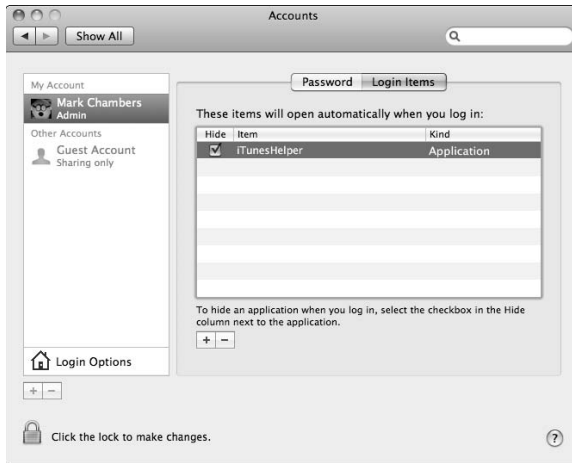 Accounts
Show All
My Account
Mark Chambers
Admin
Other Accounts
Guest Account
Sharing only
Login Options
+ −
Password Login Items
These items will open automatically when you log in:
Hide Item Kind
iTunesHelper Application
To hide an application when you log in, select the checkbox in the Hide
column next to the application.
+ −
Click the lock to make changes.
?